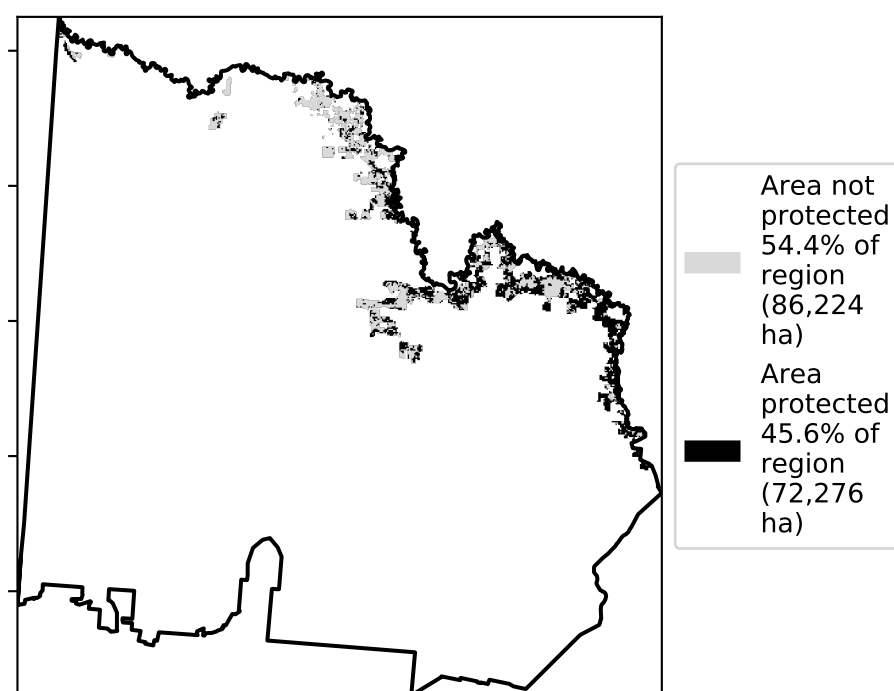 Area not
protected
54.4% of
region
(86,224
ha)
Area
protected
45.6% of
region
(72,276
ha)